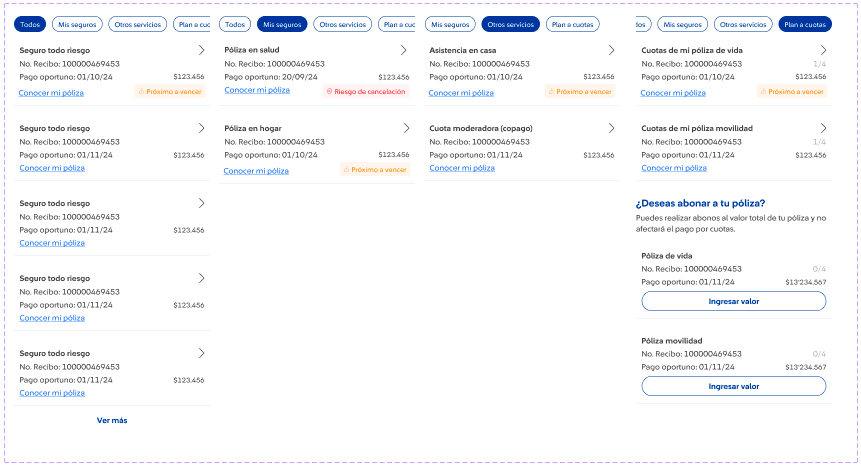 Todos
Mis seguros
Otros servicios
Plan a cuo
Seguro todo riesgo
No. Recibo: 100000469453
Pago oportuno: 01/10/24
$123.456
Conocer mi póliza
Próximo a vencer
Seguro todo riesgo
No. Recibo: 100000469453
Pago oportuno: 01/11/24
$123.456
Conocer mi póliza
Seguro todo riesgo
No. Recibo: 100000469453
Pago oportuno: 01/11/24
$123.456
Conocer mi póliza
Seguro todo riesgo
No. Recibo: 100000469453
Pago oportuno: 01/11/24
$123.456
Conocer mi póliza
Seguro todo riesgo
No. Recibo: 100000469453
Pago oportuno: 01/11/24
$123.456
Conocer mi póliza
Ver más
Todos
Mis seguros
Otros servicios
Plan a cuo
Póliza en salud
No. Recibo: 100000469453
Pago oportuno: 20/09/24
$123.456
Conocer mi póliza
Riesgo de cancelación
Póliza en hogar
No. Recibo: 100000469453
Pago oportuno: 01/10/24
$123.456
Conocer mi póliza
Próximo a vencer
Mis seguros
Otros servicios
Plan a cuotas
Asistencia en casa
No. Recibo: 100000469453
Pago oportuno: 01/10/24
$123.456
Conocer mi póliza
Próximo a vencer
Cuota moderadora (copago)
No. Recibo: 100000469453
Pago oportuno: 01/11/24
$123.456
Conocer mi póliza
dos
Mis seguros
Otros servicios
Plan a cuotas
Cuotas de mi póliza de vida
No. Recibo: 100000469453
1/4
Pago oportuno: 01/10/24
$123.456
Conocer mi póliza
Próximo a vencer
Cuotas de mi póliza movilidad
No. Recibo: 100000469453
1/4
Pago oportuno: 01/11/24
$123.456
Conocer mi póliza
¿Deseas abonar a tu póliza?
Puedes realizar abonos al valor total de tu póliza y no
afectará el pago por cuotas.
Póliza de vida
No. Recibo: 100000469453
0/4
Pago oportuno: 01/11/24
$13'234.567
Ingresar valor
Póliza movilidad
No. Recibo: 100000469453
0/4
Pago oportuno: 01/11/24
$13'234.567
Ingresar valor